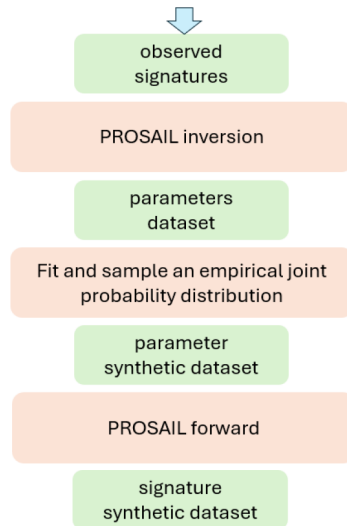 observed
signatures
PROSAIL inversion
parameters
dataset
Fit and sample an empirical joint
probability distribution
parameter
synthetic dataset
PROSAIL forward
signature
synthetic dataset